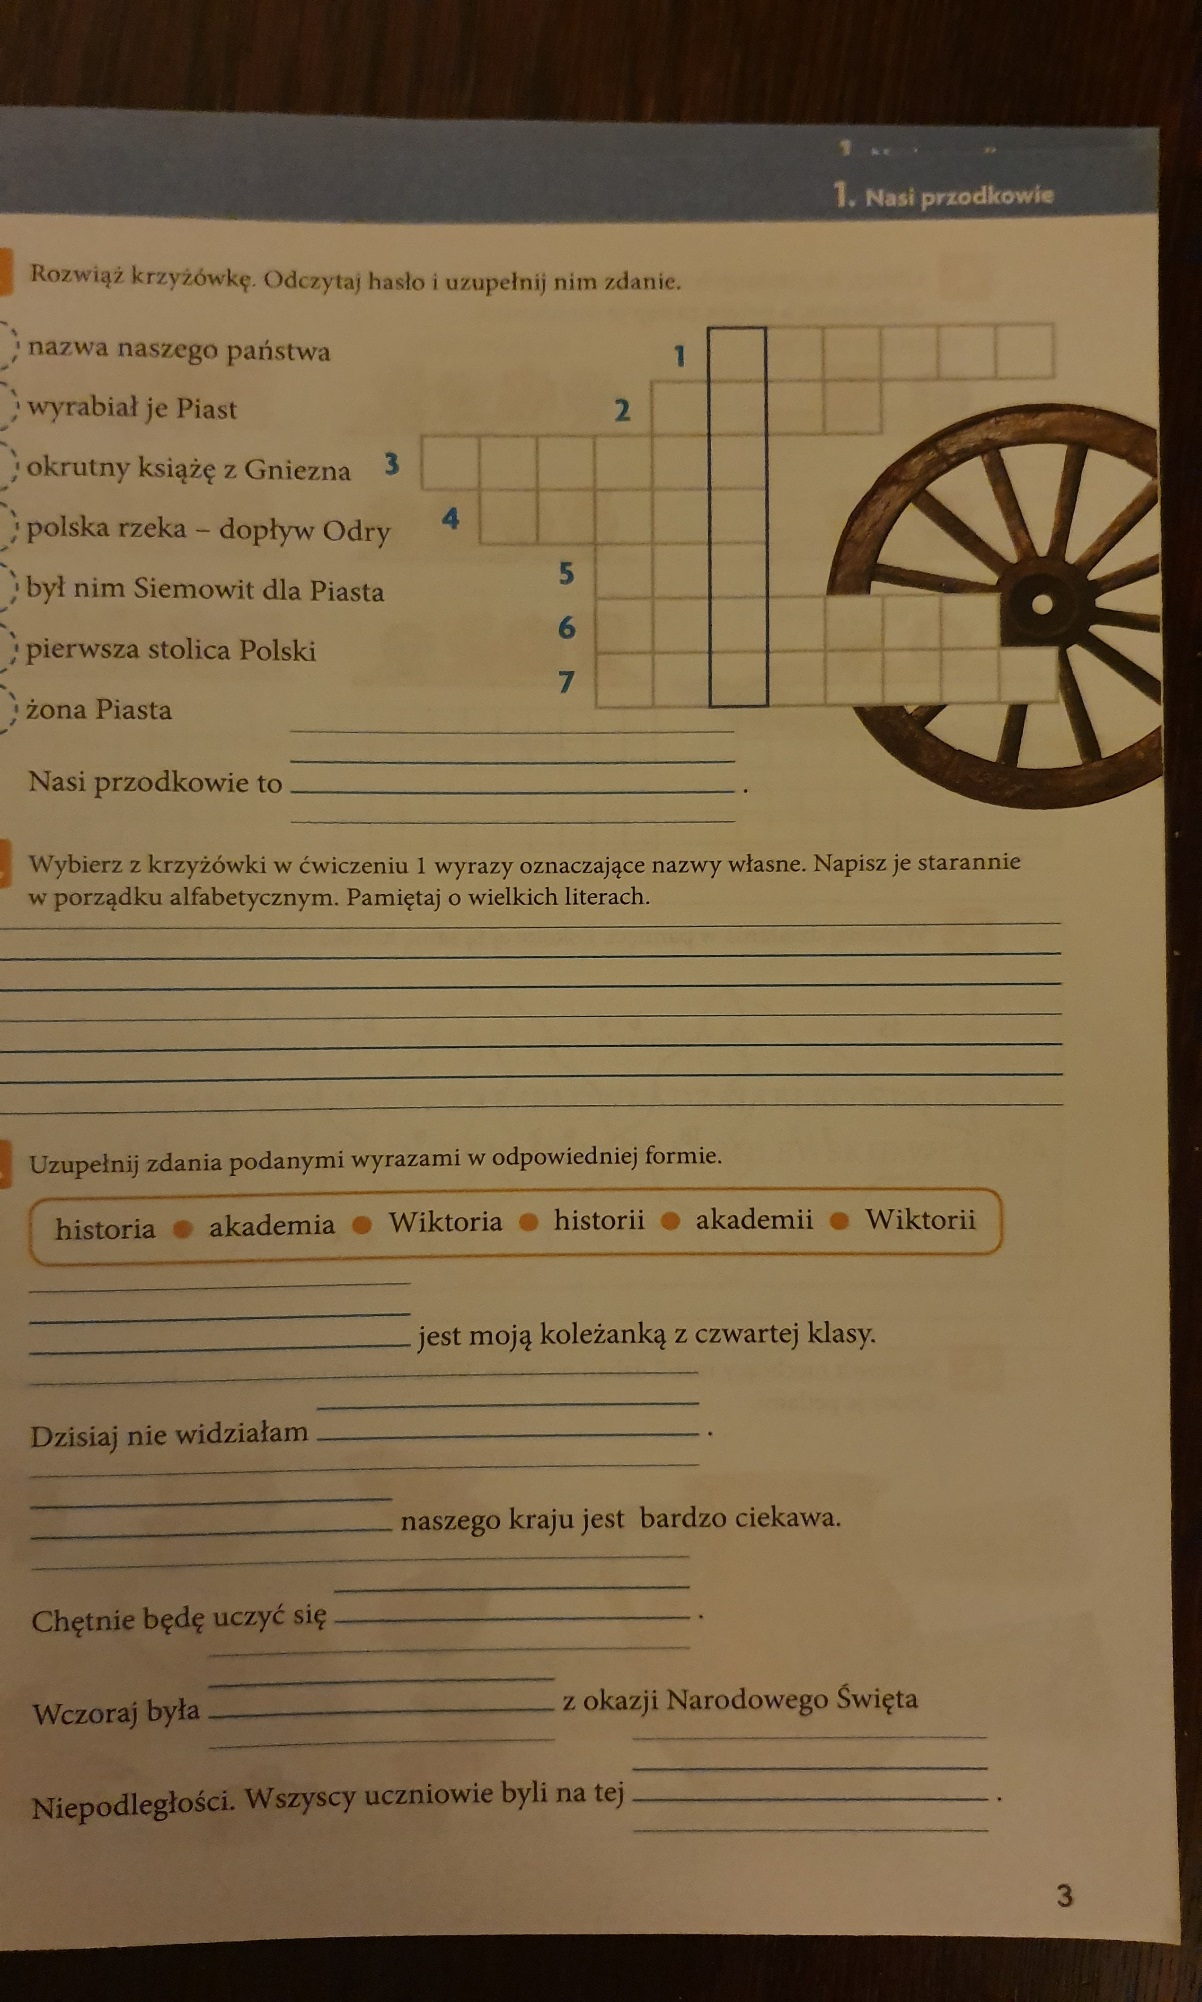 1. Nasi przodkowie
Rozwiąż krzyżówkę. Odczytaj hasło i uzupełnij nim zdanie.
nazwa naszego państwa
wyrabiał je Piast
okrutny książę z Gniezna
polska rzeka – dopływ Odry
był nim Siemowit dla Piasta
pierwsza stolica Polski
żona Piasta
1
2
3
4
5
6
7
Nasi przodkowie to .
Wybierz z krzyżówki w ćwiczeniu 1 wyrazy oznaczające nazwy własne. Napisz je starannie
w porządku alfabetycznym. Pamiętaj o wielkich literach.
Uzupełnij zdania podanymi wyrazami w odpowiedniej formie.
historia • akademia • Wiktoria • historii • akademii • Wiktorii
jest moją koleżanką z czwartej klasy.
Dzisiaj nie widziałam .
naszego kraju jest bardzo ciekawa.
Chętnie będę uczyć się .
Wczoraj była z okazji Narodowego Święta
Niepodległości. Wszyscy uczniowie byli na tej .
3